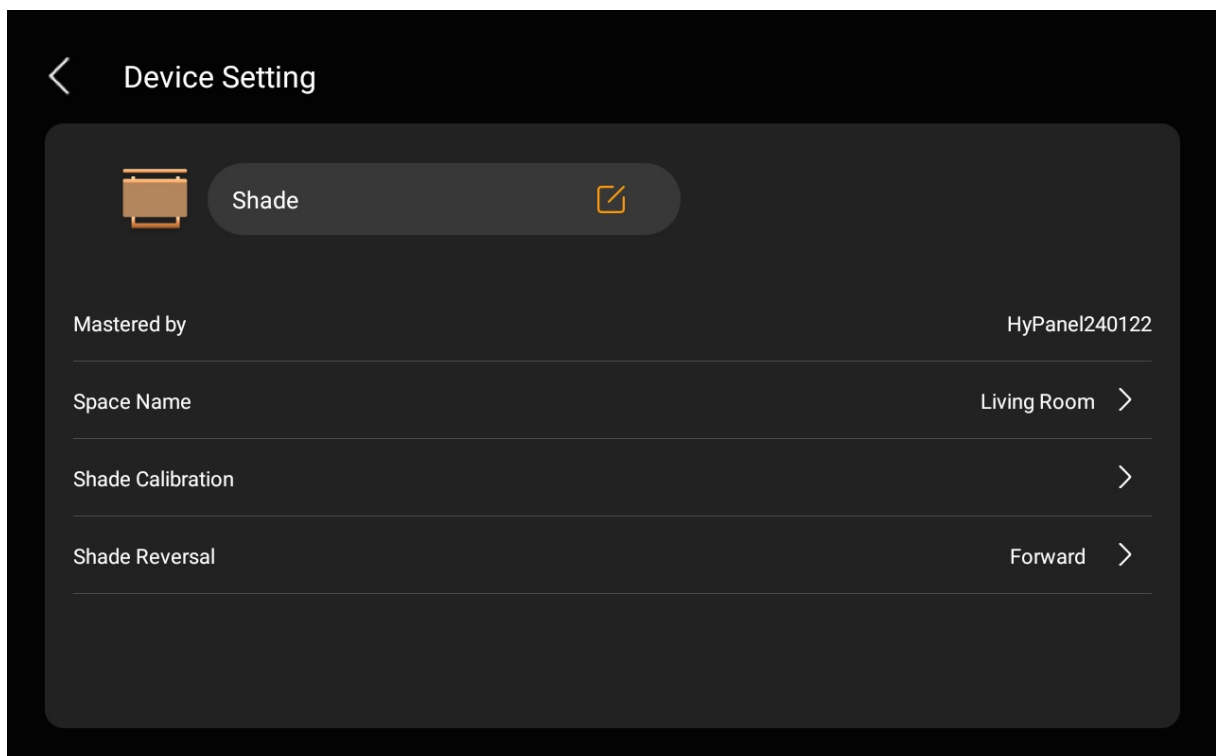 Device Setting
Shade
Mastered by HyPanel240122
Space Name Living Room
Shade Calibration
Shade Reversal Forward